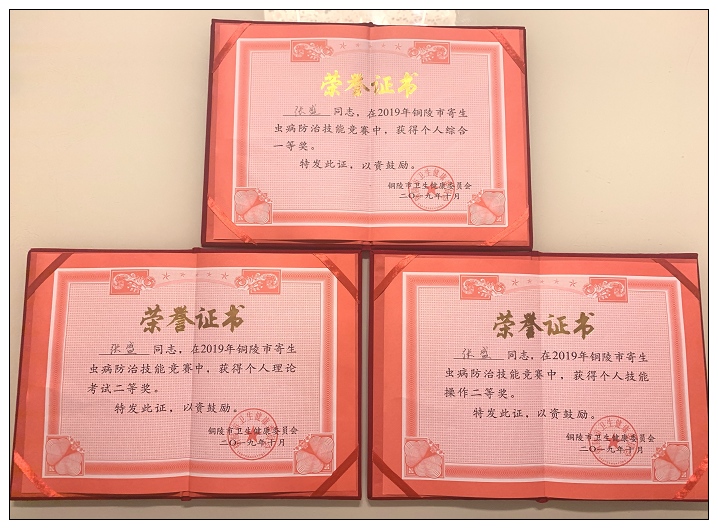 荣誉证书
张盛 同志，在2019年铜陵市寄生
虫病防治技能竞赛中，获得个人综合
一等奖。
特发此证，以资鼓励。
铜陵市卫生健康委员会
二〇一九年十月
荣誉证书
张盛 同志，在2019年铜陵市寄生
虫病防治技能竞赛中，获得个人理论
考试二等奖。
特发此证，以资鼓励。
铜陵市卫生健康委员会
二〇一九年十月
荣誉证书
张盛 同志，在2019年铜陵市寄生
虫病防治技能竞赛中，获得个人技能
操作二等奖。
特发此证，以资鼓励。
铜陵市卫生健康委员会
二〇一九年十月